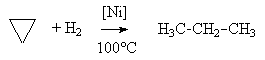 + H₂ [Ni] 100°C H₃C-CH₂-CH₃